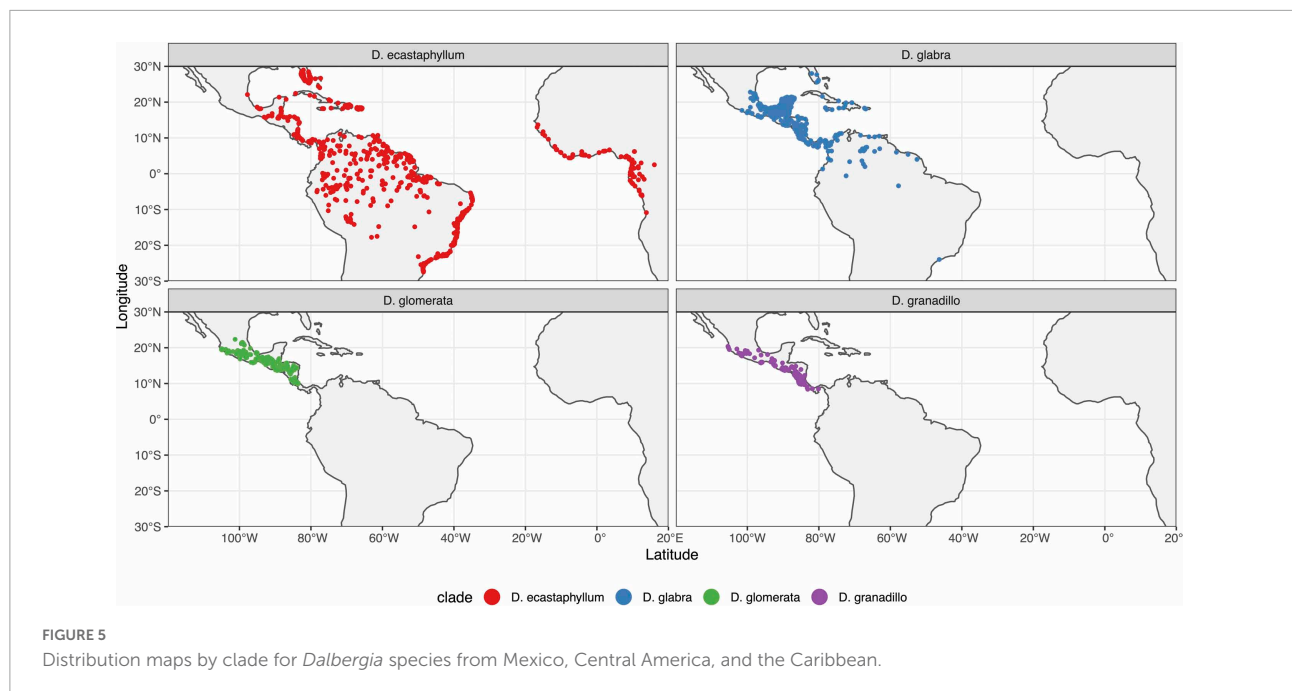 D. ecastaphyllum
D. glabra
30°N
20°N
10°N
0°
10°S
20°S
30°S
D. glomerata
D. granadillo
30°N
20°N
10°N
0°
10°S
20°S
30°S
100°W 80°W 60°W 40°W 20°W 0° 20°E
100°W 80°W 60°W 40°W 20°W 0° 20°
Longitude
Latitude
clade D. ecastaphyllum D. glabra D. glomerata D. granadillo
FIGURE 5
Distribution maps by clade for Dalbergia species from Mexico, Central America, and the Caribbean.